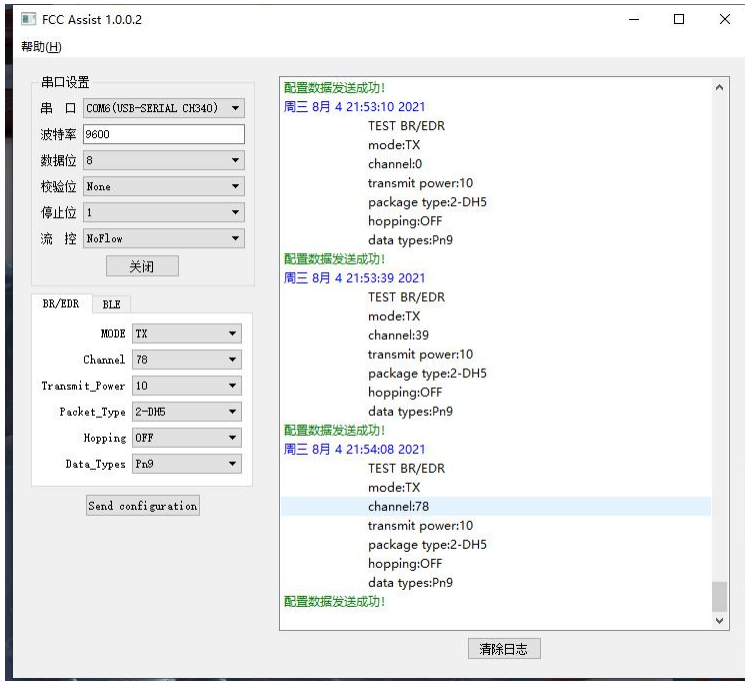 FCC Assist 1.0.0.2
帮助(H)
串口设置
串 口 COM6(USB-SERIAL CH340)
波特率 9600
数据位 8
校验位 None
停止位 1
流 控 NoFlow
关闭
BR/EDR BLE
MODE TX
Channel 78
Transmit_Power 10
Packet_Type 2-DH5
Hopping OFF
Data_Types Pn9
Send configuration
配置数据发送成功!
周三 8月 4 21:53:10 2021
TEST BR/EDR
mode:TX
channel:0
transmit power:10
package type:2-DH5
hopping:OFF
data types:Pn9
配置数据发送成功!
周三 8月 4 21:53:39 2021
TEST BR/EDR
mode:TX
channel:39
transmit power:10
package type:2-DH5
hopping:OFF
data types:Pn9
配置数据发送成功!
周三 8月 4 21:54:08 2021
TEST BR/EDR
mode:TX
channel:78
transmit power:10
package type:2-DH5
hopping:OFF
data types:Pn9
配置数据发送成功!
清除日志